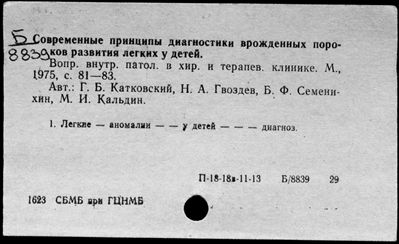 Б
8839
Современные принципы диагностики врожденных поро-
ков развития легких у детей.
Вопр. внутр. патол. в хир. и терапев. клинике. М.,
1975, с. 81—83.
Авт.: Г. Б. Катковский, Н. А. Гвоздев, Б. Ф. Семени-
хин, М. И. Кальдин.
1. Легкие — аномалии — — у детей — — — диагноз.
П-18-18в-11-13 Б/8839 29
1623 СБМБ при ГЦНМБ